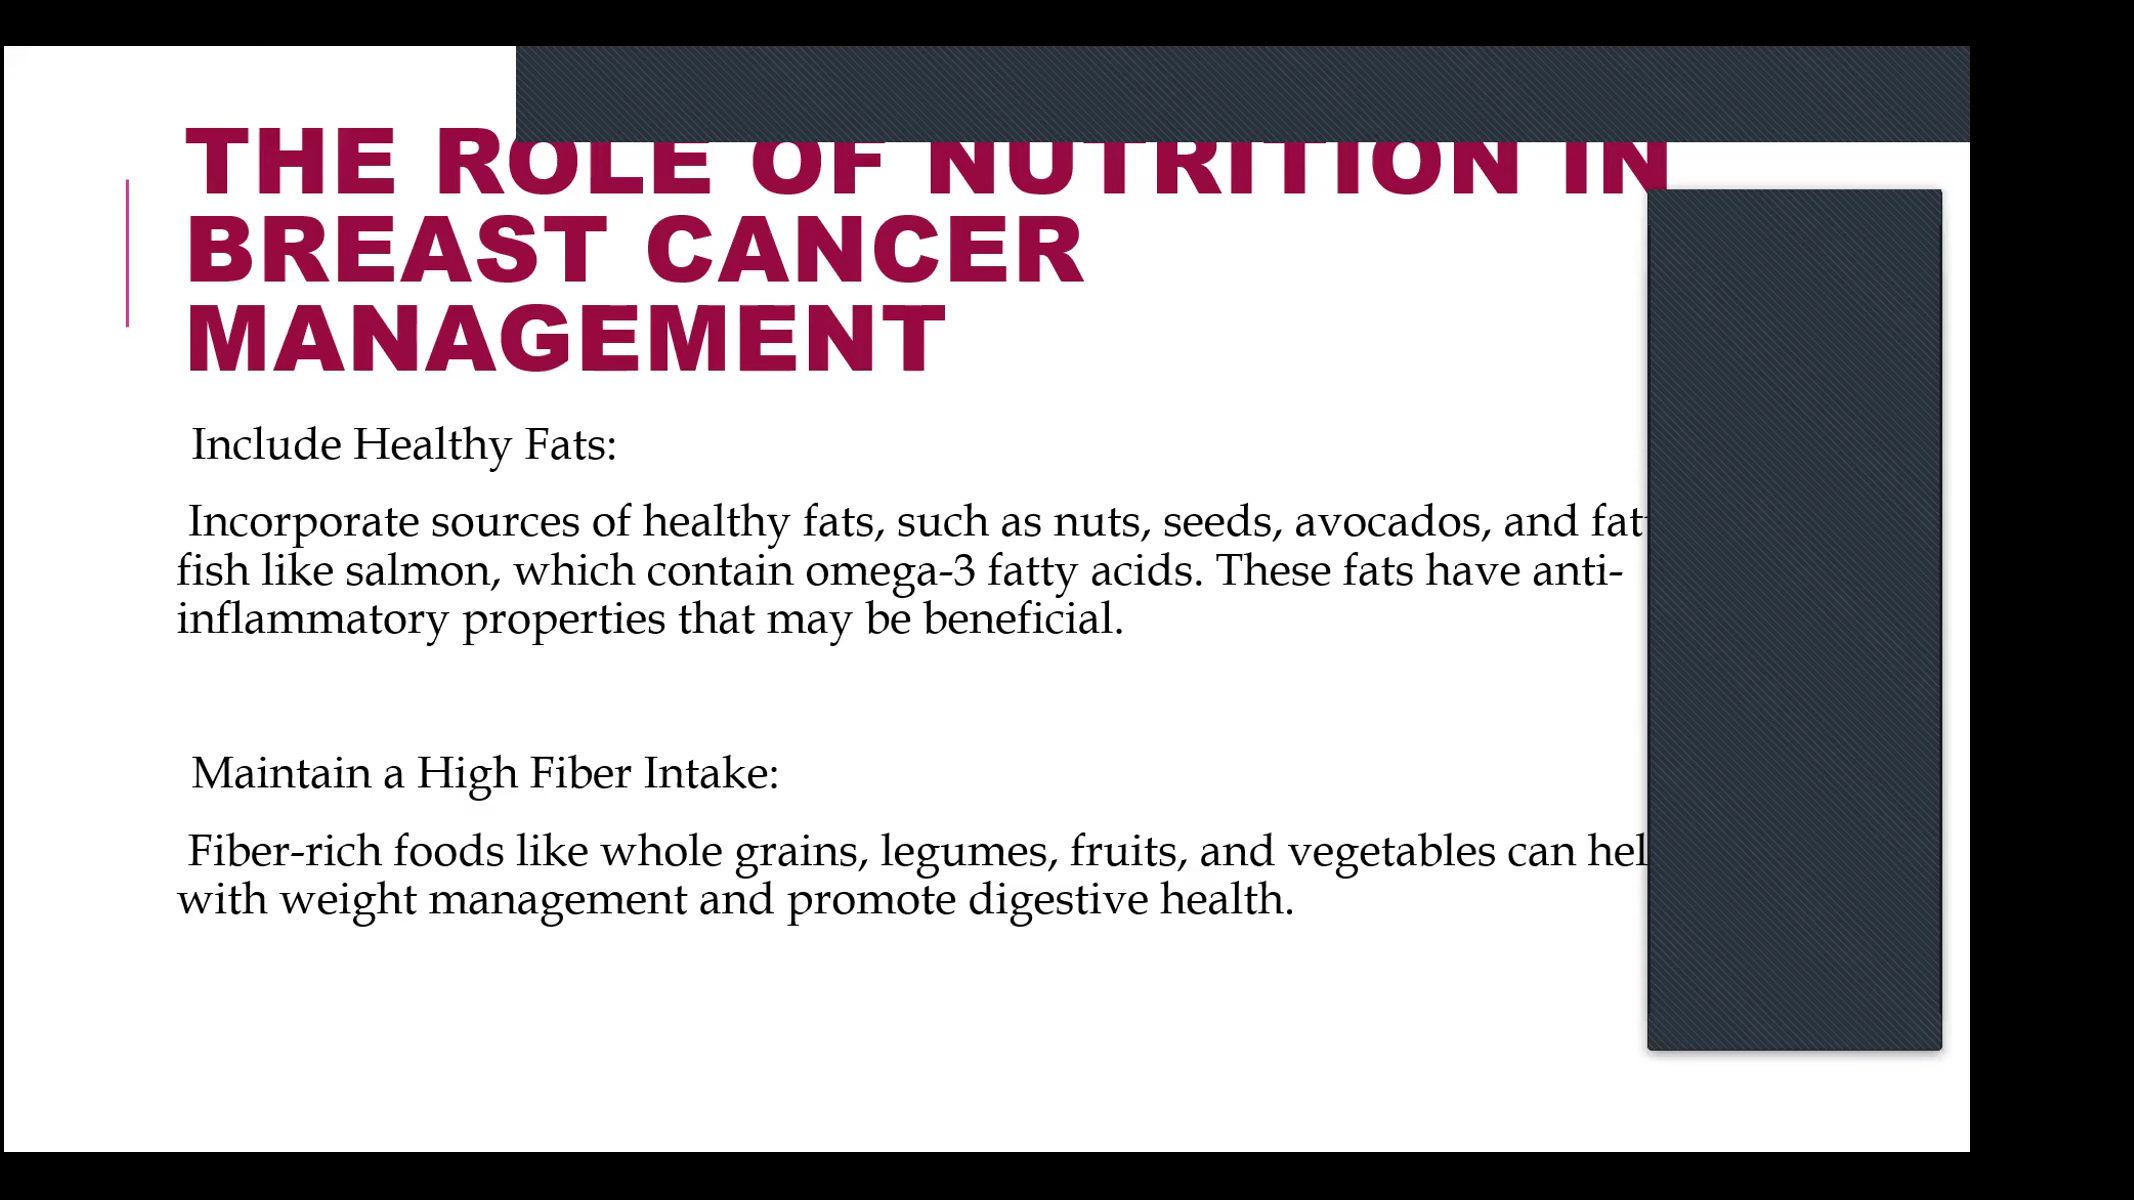 THE ROLE OF NUTRITION IN
BREAST CANCER
MANAGEMENT
Include Healthy Fats:
Incorporate sources of healthy fats, such as nuts, seeds, avocados, and
fish like salmon, which contain omega-3 fatty acids. These fats have anti-
inflammatory properties that may be beneficial.
Maintain a High Fiber Intake:
Fiber-rich foods like whole grains, legumes, fruits, and vegetables can
with weight management and promote digestive health.